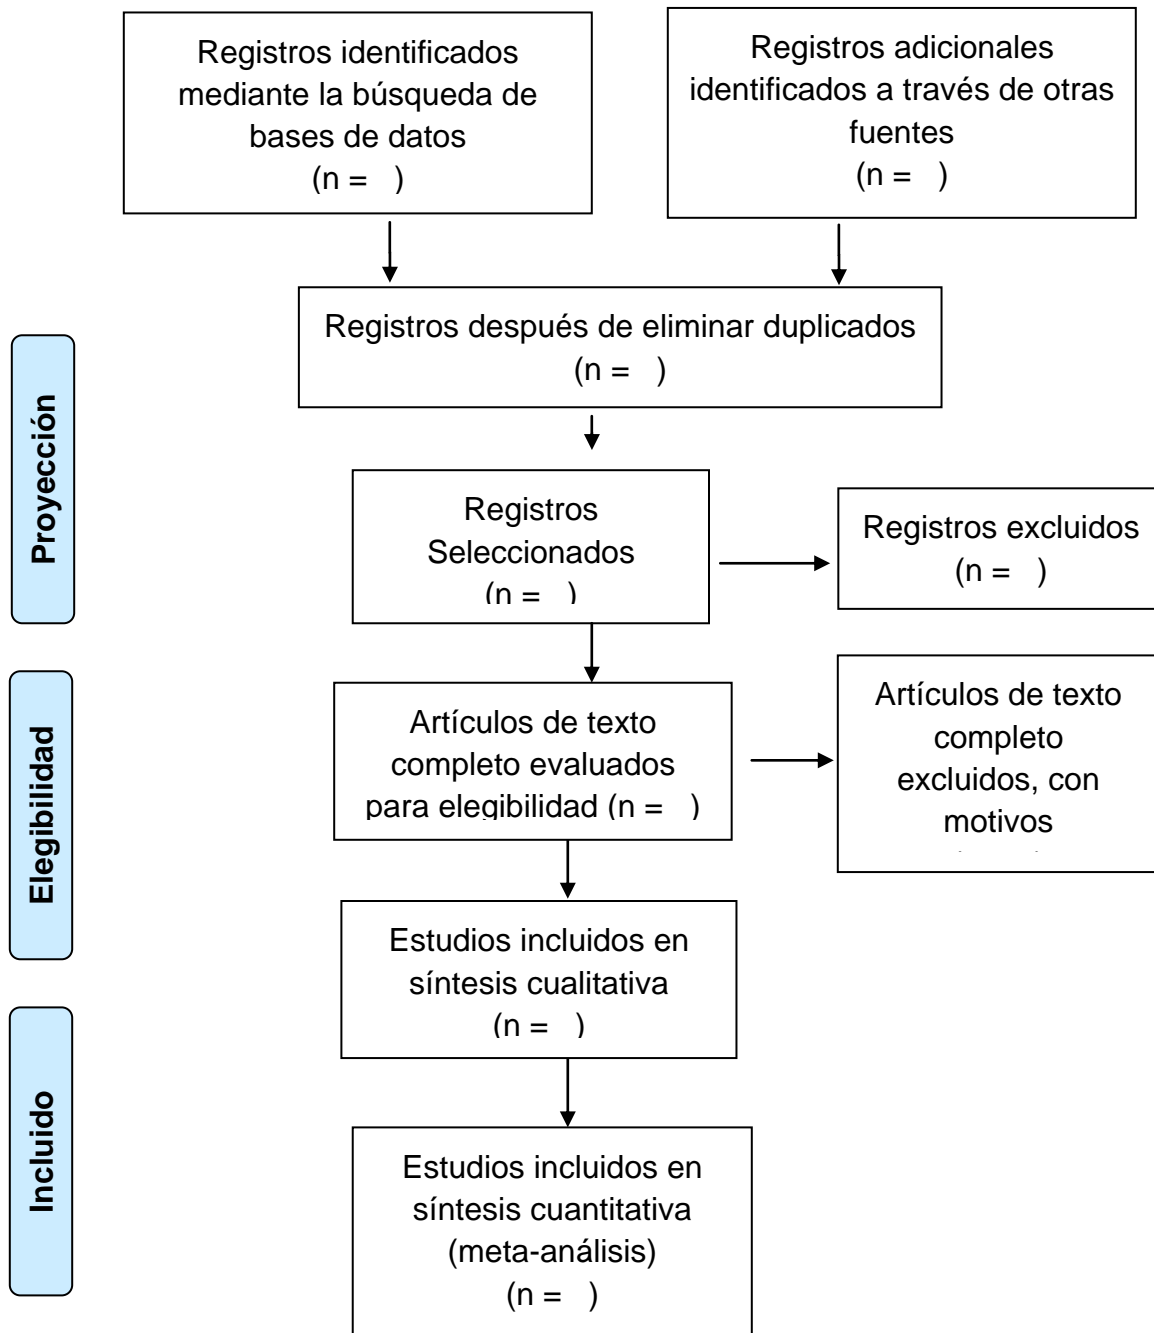 Registros identificados
mediante la búsqueda de
bases de datos
(n =   )
Registros adicionales
identificados a través de otras
fuentes
(n =   )
Registros después de eliminar duplicados
(n =   )
Proyección
Registros
Seleccionados
(n =   )
Registros excluidos
(n =   )
Elegibilidad
Artículos de texto
completo evaluados
para elegibilidad (n =   )
Artículos de texto
completo
excluidos, con
motivos
Estudios incluidos en
síntesis cualitativa
(n =   )
Incluido
Estudios incluidos en
síntesis cuantitativa
(meta-análisis)
(n =   )